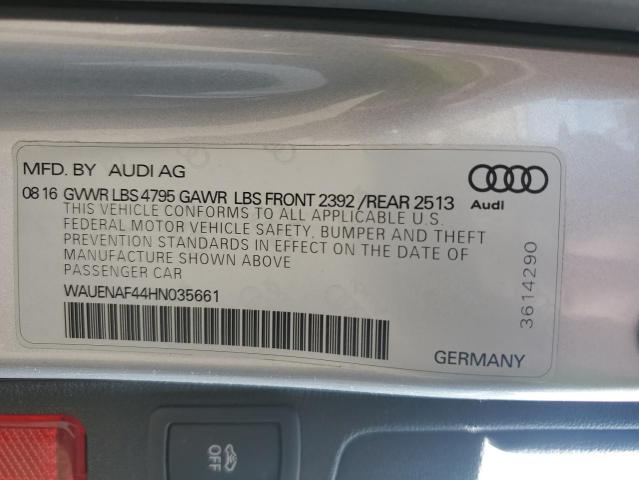 MFD. BY AUDI AG
Audi
08 16 GVWR LBS 4795 GAWR LBS FRONT 2392 / REAR 2513
THIS VEHICLE CONFORMS TO ALL APPLICABLE U.S.
FEDERAL MOTOR VEHICLE SAFETY, BUMPER AND THEFT
PREVENTION STANDARDS IN EFFECT ON THE DATE OF
MANUFACTURE SHOWN ABOVE
PASSENGER CAR
WAUENAF44HN035661
3614290
GERMANY
OFF